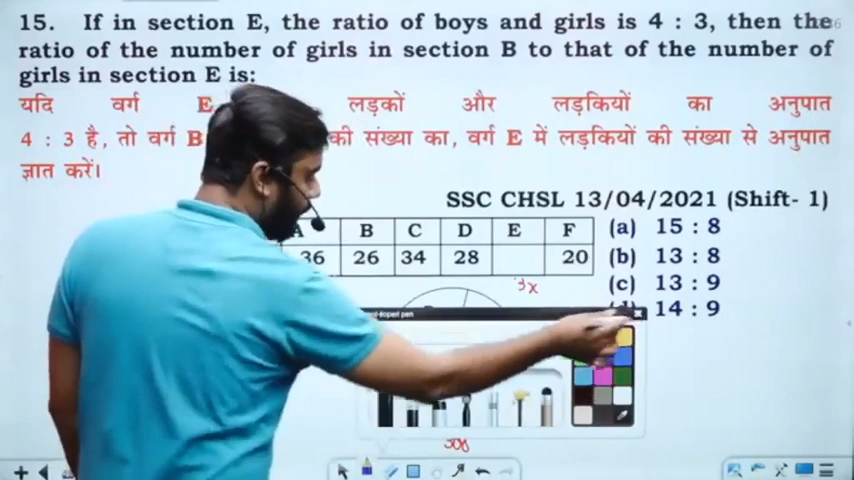 15. If in section E, the ratio of boys and girls is 4 : 3, then the
ratio of the number of girls in section B to that of the number of
girls in section E is:
यदि वर्ग E लड़कों और लड़कियों का अनुपात
4 : 3 है, तो वर्ग B की संख्या का, वर्ग E में लड़कियों की संख्या से अनुपात
ज्ञात करें।
SSC CHSL 13/04/2021 (Shift- 1)
A B C D E F
36 26 34 28 20
3x
(a) 15 : 8
(b) 13 : 8
(c) 13 : 9
14 : 9